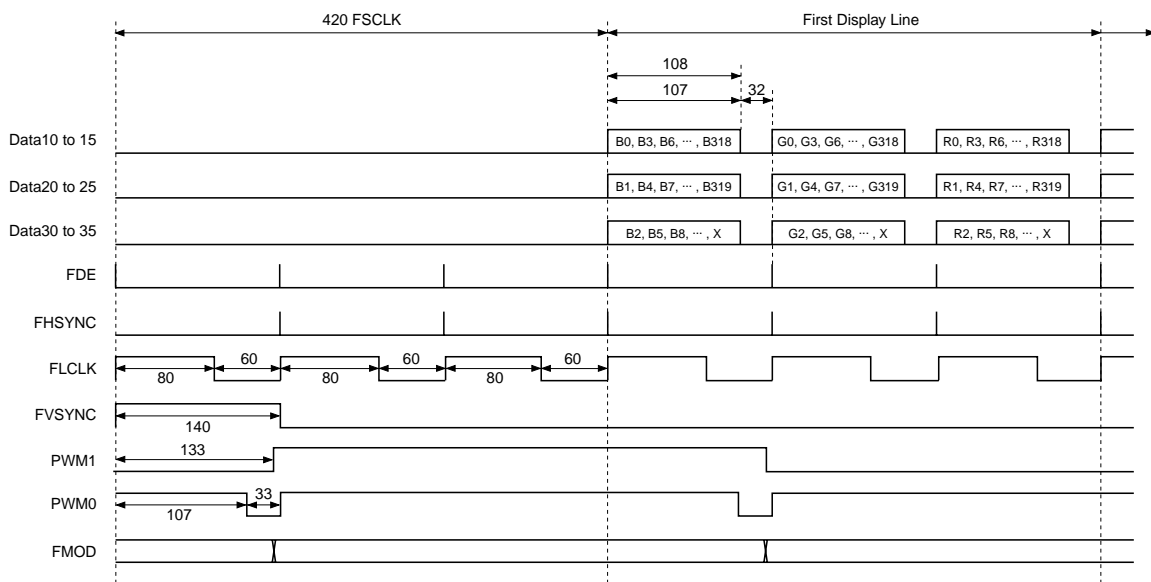 420 FSCLK
First Display Line
108
107
32
Data10 to 15
B0, B3, B6, ··· , B318
G0, G3, G6, ··· , G318
R0, R3, R6, ··· , R318
Data20 to 25
B1, B4, B7, ··· , B319
G1, G4, G7, ··· , G319
R1, R4, R7, ··· , R319
Data30 to 35
B2, B5, B8, ··· , X
G2, G5, G8, ··· , X
R2, R5, R8, ··· , X
FDE
FHSYNC
FLCLK
80
60
80
60
80
60
FVSYNC
140
PWM1
133
PWM0
107
33
FMOD